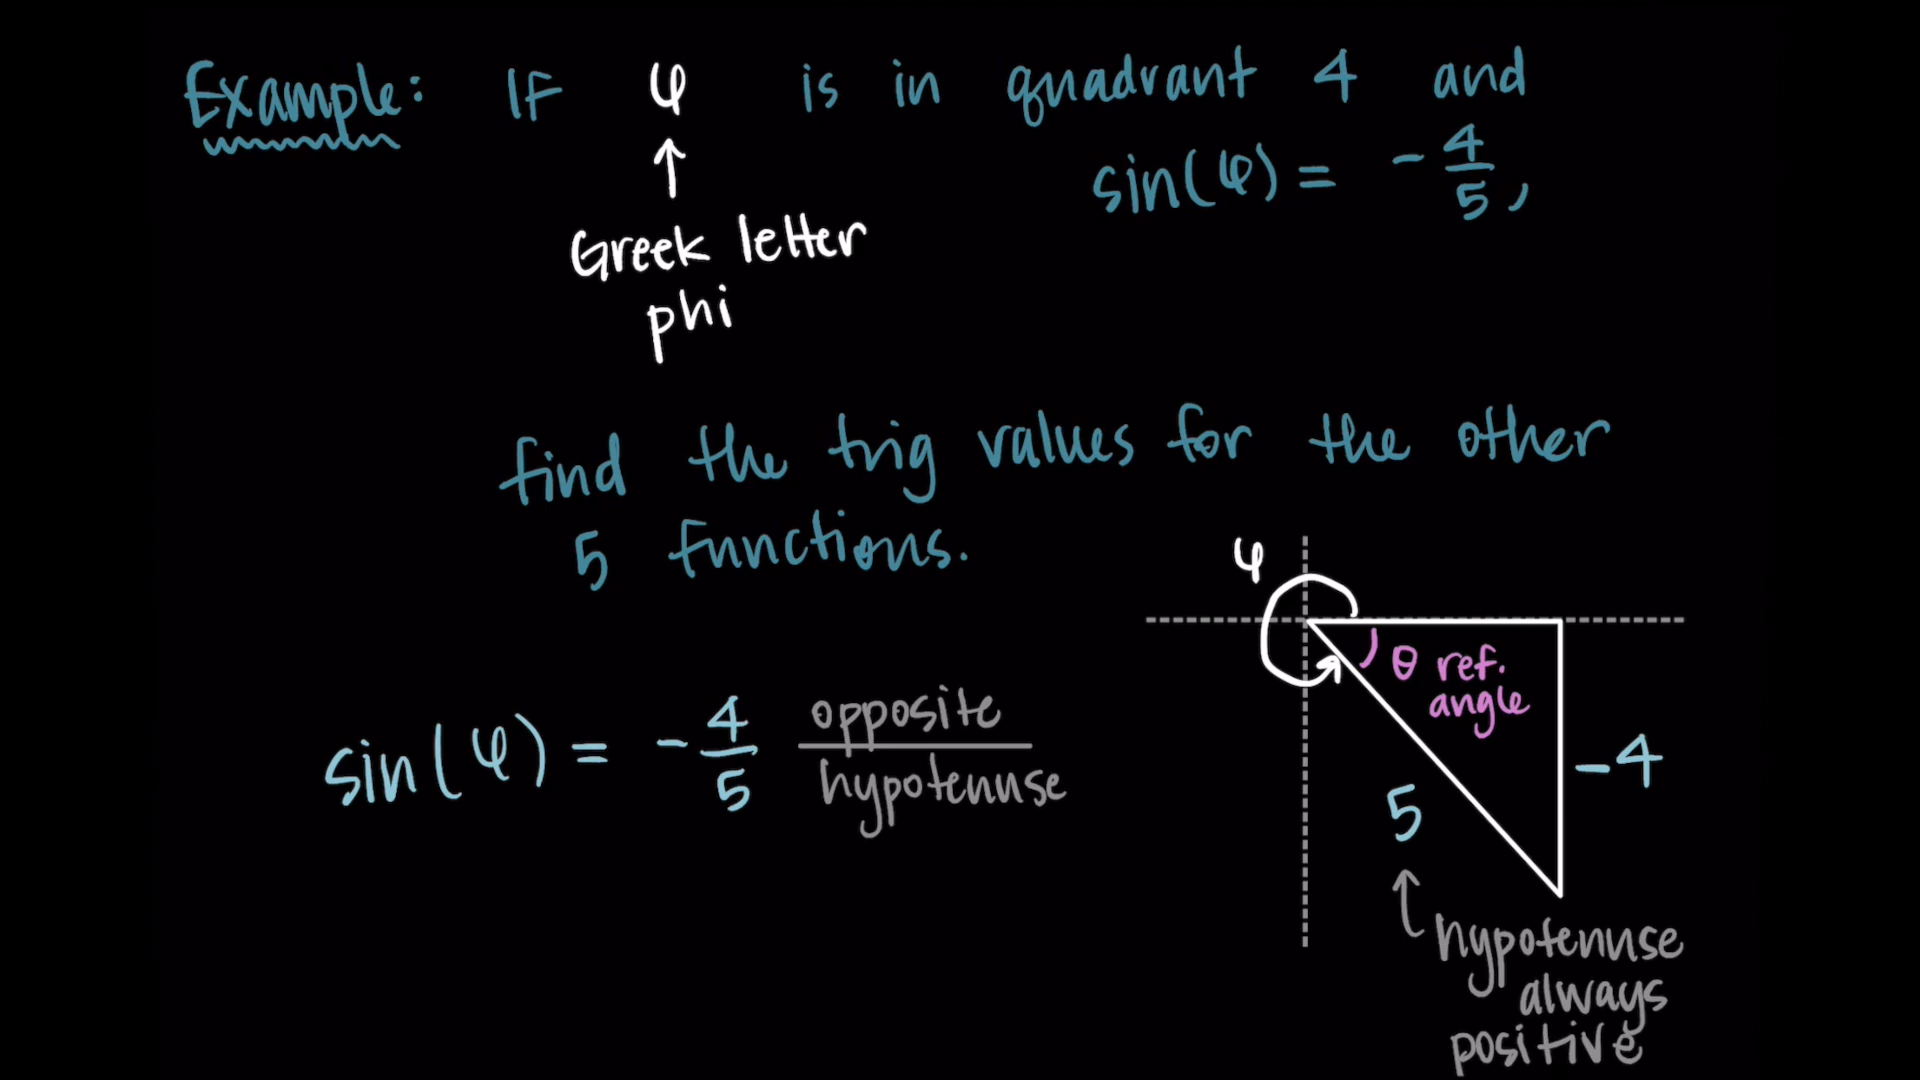 Example: IF φ is in quadrant 4 and
sin(φ) = - 4/5,
↑
Greek letter
phi
find the trig values for the other
5 functions.
φ
θ ref.
angle
sin(φ) = - 4/5 opposite/hypotenuse
-4
5
hypotenuse
always
positive